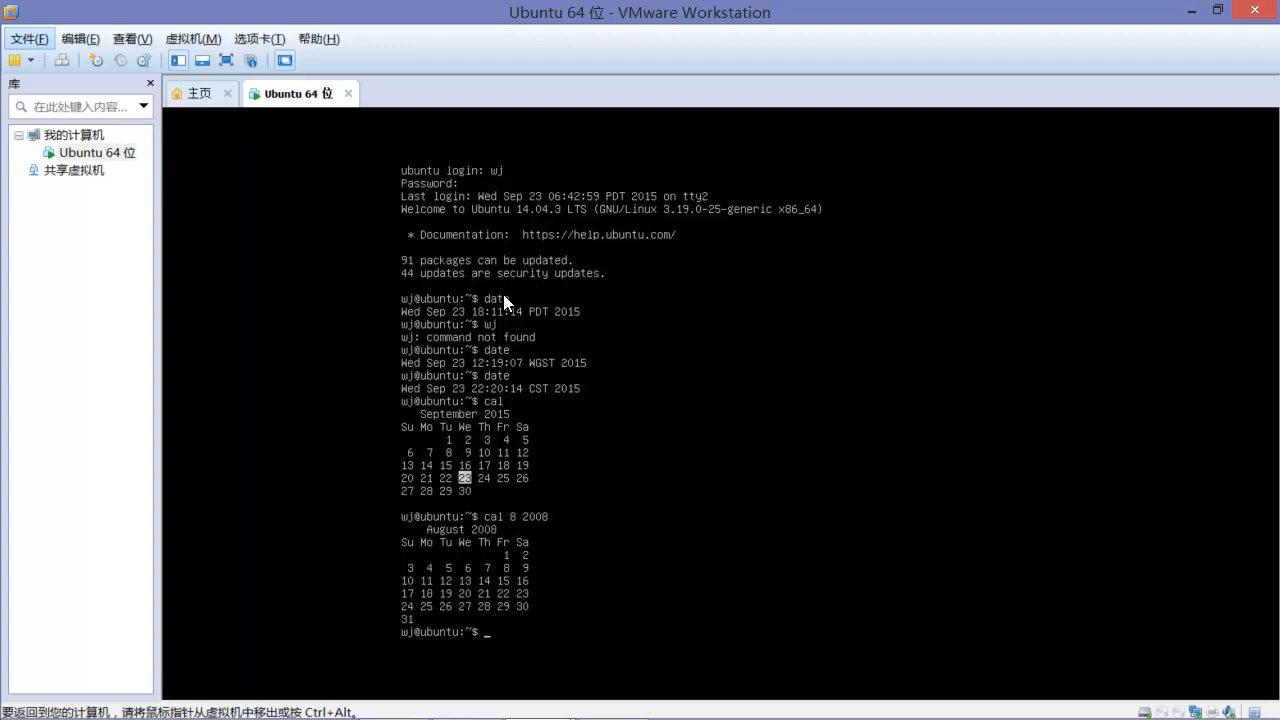 Ubuntu 64 位 - VMware Workstation
文件(F) 编辑(E) 查看(V) 虚拟机(M) 选项卡(T) 帮助(H)
库
主页
Ubuntu 64 位
在此处键入内容...
我的计算机
Ubuntu 64 位
共享虚拟机
ubuntu login: wj
Password:
Last login: Wed Sep 23 06:42:59 PDT 2015 on tty2
Welcome to Ubuntu 14.04.3 LTS (GNU/Linux 3.19.0-25-generic x86_64)
* Documentation:  https://help.ubuntu.com/
91 packages can be updated.
44 updates are security updates.
wj@ubuntu:~$ date
Wed Sep 23 18:11:14 PDT 2015
wj@ubuntu:~$ wj
wj: command not found
wj@ubuntu:~$ date
Wed Sep 23 12:19:07 WGST 2015
wj@ubuntu:~$ date
Wed Sep 23 22:20:14 CST 2015
wj@ubuntu:~$ cal
September 2015
Su Mo Tu We Th Fr Sa
1 2 3 4 5
6 7 8 9 10 11 12
13 14 15 16 17 18 19
20 21 22 23 24 25 26
27 28 29 30
wj@ubuntu:~$ cal 8 2008
August 2008
Su Mo Tu We Th Fr Sa
1 2
3 4 5 6 7 8 9
10 11 12 13 14 15 16
17 18 19 20 21 22 23
24 25 26 27 28 29 30
31
wj@ubuntu:~$ _
要返回到您的计算机，请将鼠标指针从虚拟机中移出或按 Ctrl+Alt。